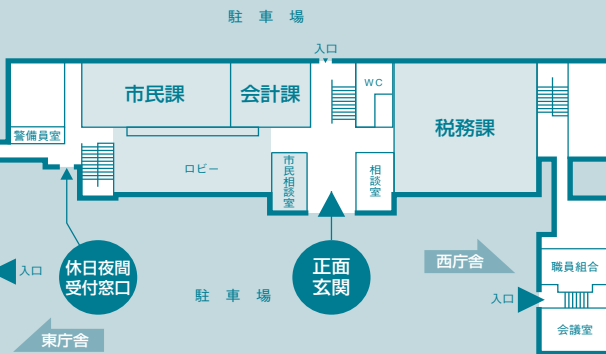 駐車場
入口
市民課
会計課
WC
税務課
警備員室
ロビー
市民相談室
相談室
休日夜間
受付窓口
正面
玄関
西庁舎
職員組合
入口
入口
駐車場
会議室
東庁舎